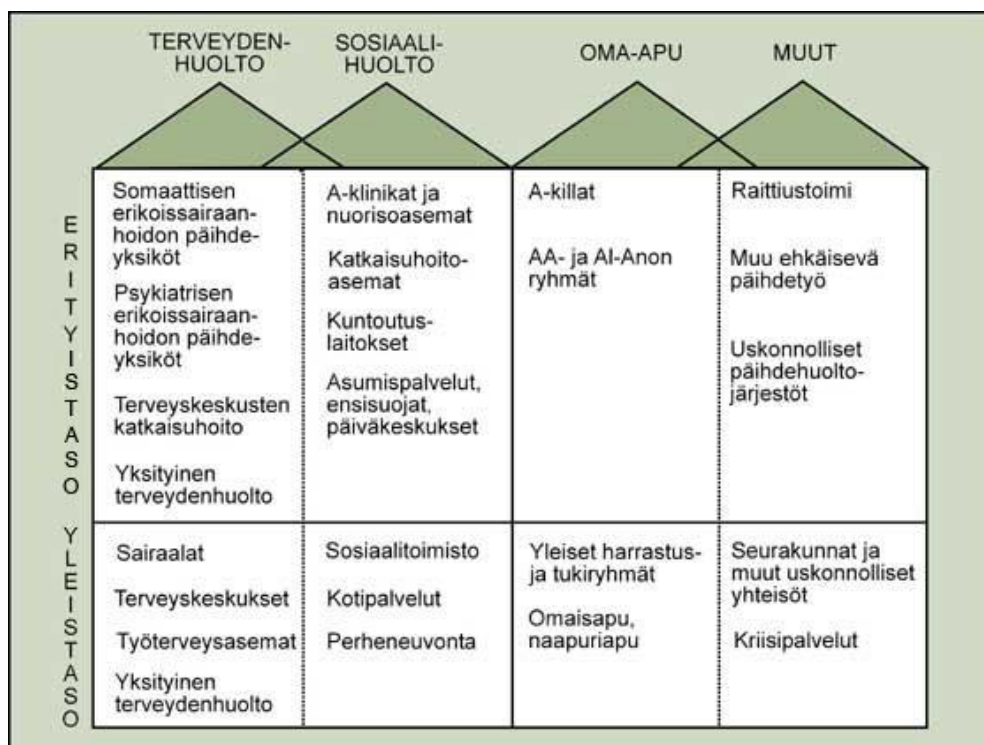 TERVEYDEN-
HUOLTO
SOSIAALI-
HUOLTO
OMA-APU
MUUT
ERITYISTASO
Somaattisen
erikoissairaan-
hoidon päihde-
yksiköt
Psykiatrisen
erikoissairaan-
hoidon päihde-
yksiköt
Terveyskeskusten
katkaisuhoito
Yksityinen
terveydenhuolto
A-klinikat ja
nuorisoasemat
Katkaisuhoito-
asemat
Kuntoutus-
laitokset
Asumispalvelut,
ensisuojat,
päiväkeskukset
A-killat
AA- ja Al-Anon
ryhmät
Raittiustoimi
Muu ehkäisevä
päihdetyö
Uskonnolliset
päihdehuolto-
järjestöt
YLEISTASO
Sairaalat
Terveyskeskukset
Työterveysasemat
Yksityinen
terveydenhuolto
Sosiaalitoimisto
Kotipalvelut
Perheneuvonta
Yleiset harrastus-
ja tukiryhmät
Omaisapu,
naapuriapu
Seurakunnat ja
muut uskonnolliset
yhteisöt
Kriisipalvelut